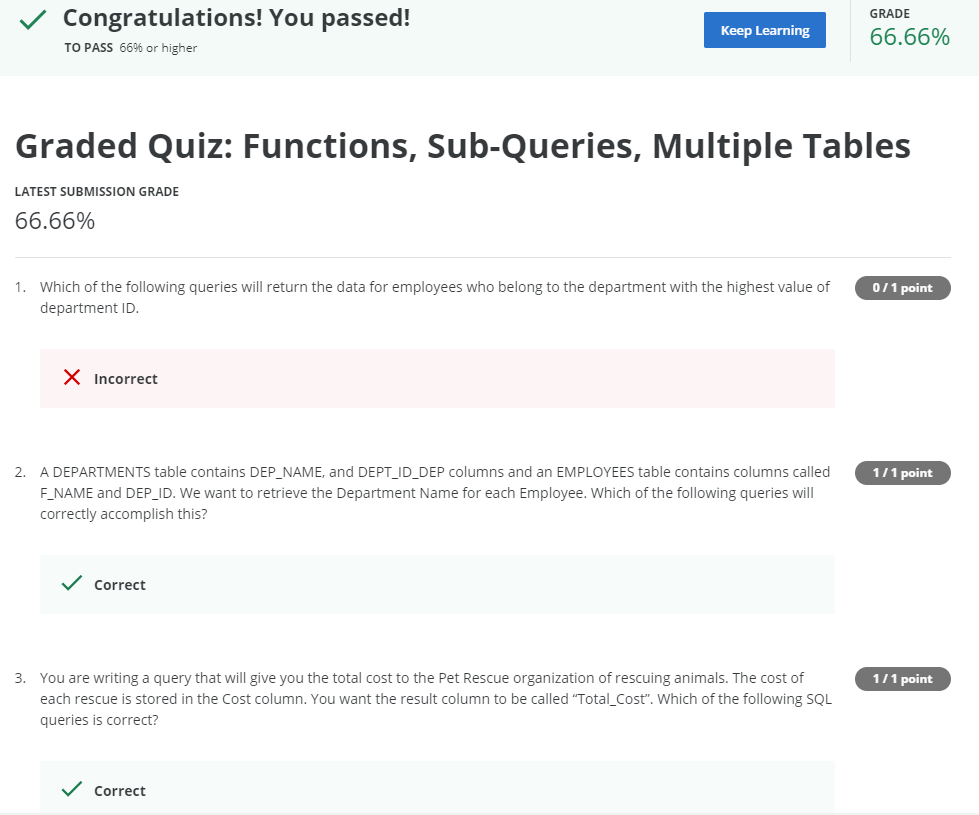 Congratulations! You passed!
TO PASS 66% or higher
Keep Learning
GRADE
66.66%
Graded Quiz: Functions, Sub-Queries, Multiple Tables
LATEST SUBMISSION GRADE
66.66%
1. Which of the following queries will return the data for employees who belong to the department with the highest value of
department ID.
0 / 1 point
Incorrect
2. A DEPARTMENTS table contains DEP_NAME, and DEPT_ID_DEP columns and an EMPLOYEES table contains columns called
F_NAME and DEP_ID. We want to retrieve the Department Name for each Employee. Which of the following queries will
correctly accomplish this?
1 / 1 point
Correct
3. You are writing a query that will give you the total cost to the Pet Rescue organization of rescuing animals. The cost of
each rescue is stored in the Cost column. You want the result column to be called “Total_Cost”. Which of the following SQL
queries is correct?
1 / 1 point
Correct